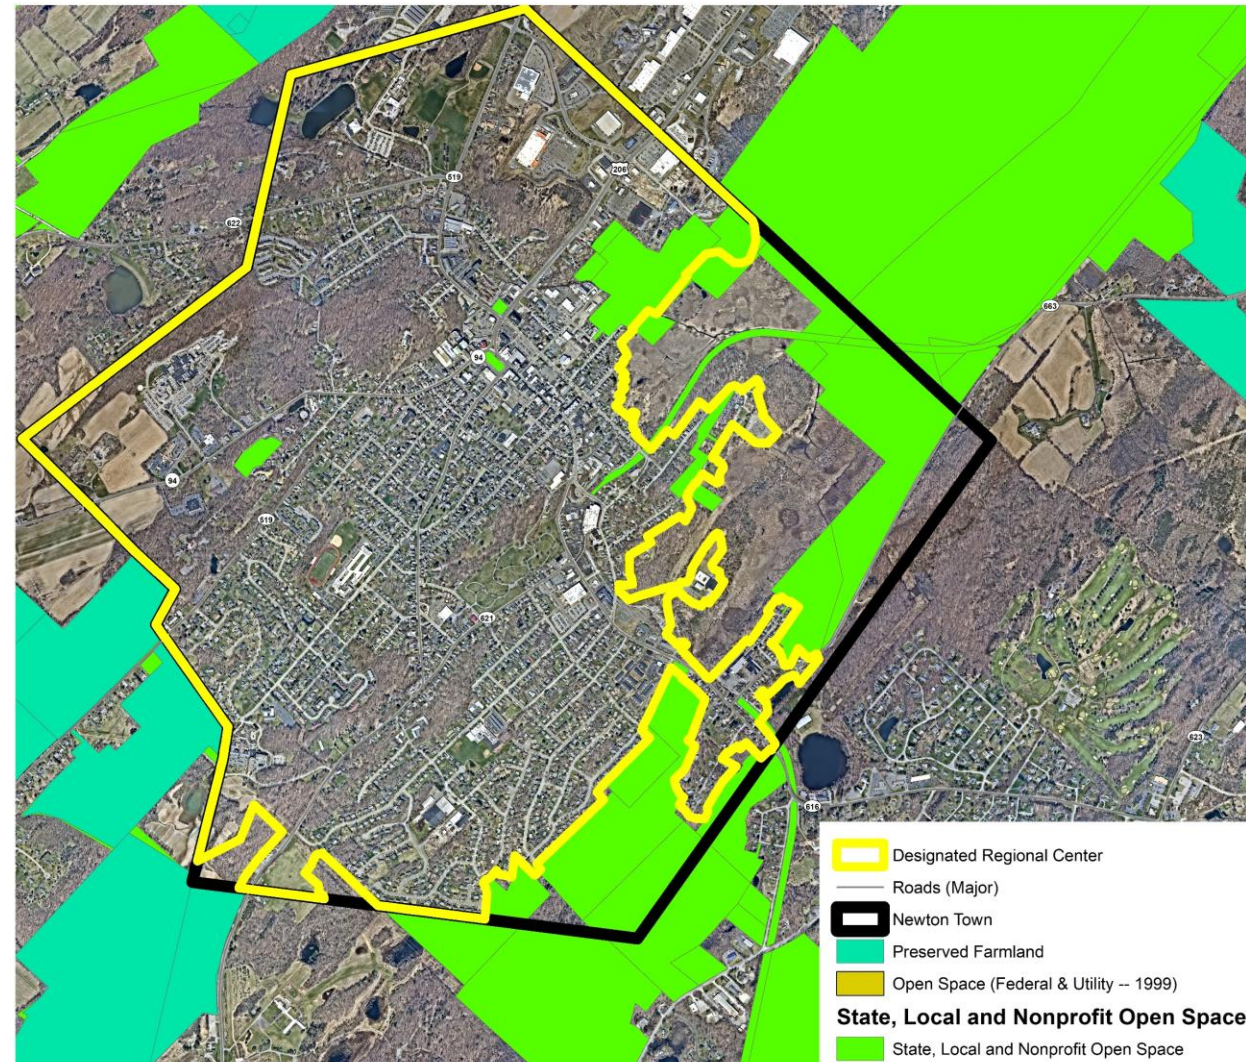 206
519
622
663
94
94
519
621
623
616
Designated Regional Center
Roads (Major)
Newton Town
Preserved Farmland
Open Space (Federal & Utility -- 1999)
State, Local and Nonprofit Open Space
State, Local and Nonprofit Open Space